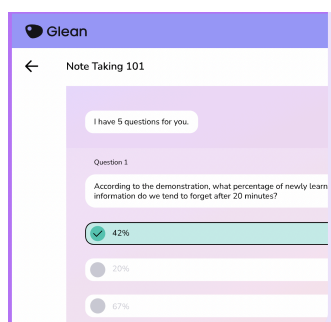 Glean
Note Taking 101
I have 5 questions for you.
Question 1
According to the demonstration, what percentage of newly learn
information do we tend to forget after 20 minutes?
42%
20%
67%